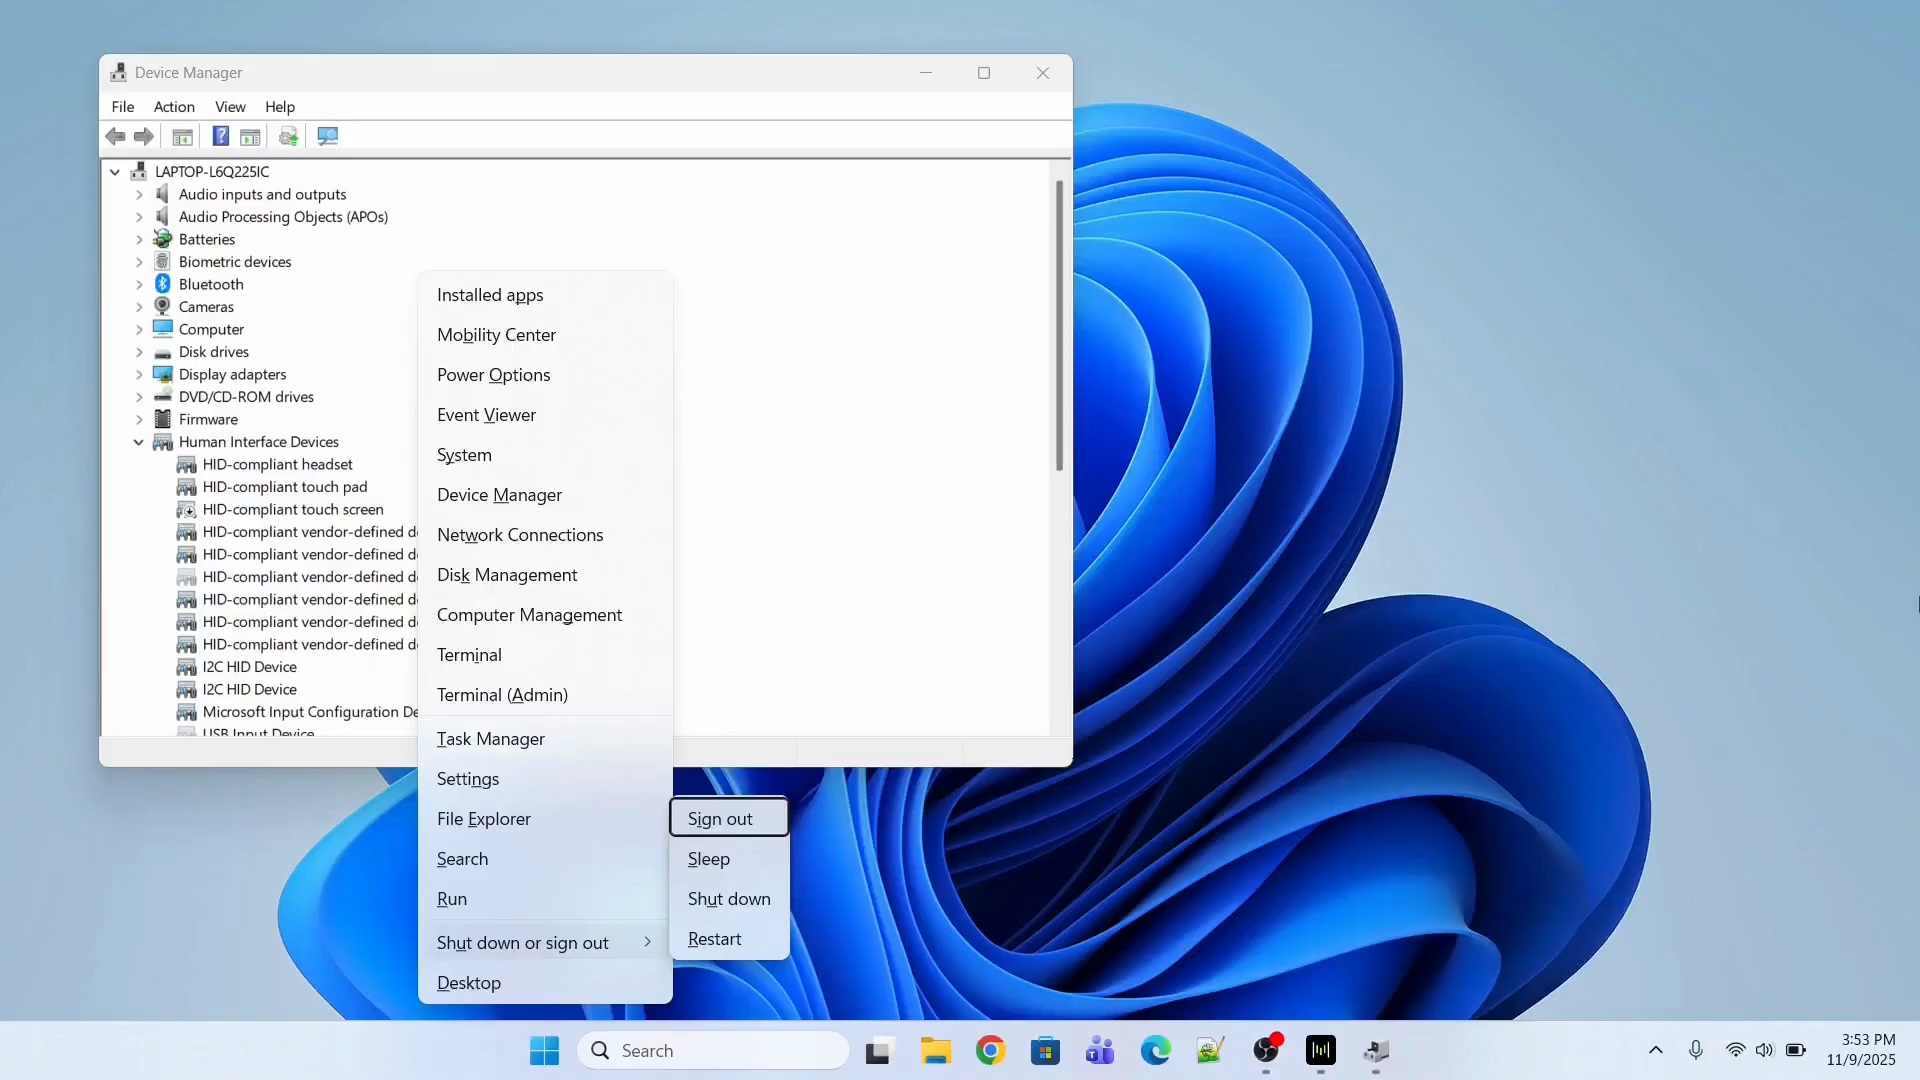 Device Manager
File Action View Help
LAPTOP-L6Q225IC
Audio inputs and outputs
Audio Processing Objects (APOs)
Batteries
Biometric devices
Bluetooth
Cameras
Computer
Disk drives
Display adapters
DVD/CD-ROM drives
Firmware
Human Interface Devices
HID-compliant headset
HID-compliant touch pad
HID-compliant touch screen
HID-compliant vendor-defined d
HID-compliant vendor-defined d
HID-compliant vendor-defined d
HID-compliant vendor-defined d
HID-compliant vendor-defined d
HID-compliant vendor-defined d
I2C HID Device
I2C HID Device
Microsoft Input Configuration De
USB Input Device
Installed apps
Mobility Center
Power Options
Event Viewer
System
Device Manager
Network Connections
Disk Management
Computer Management
Terminal
Terminal (Admin)
Task Manager
Settings
File Explorer
Search
Run
Shut down or sign out
Desktop
Sign out
Sleep
Shut down
Restart
Search
3:53 PM
11/9/2025